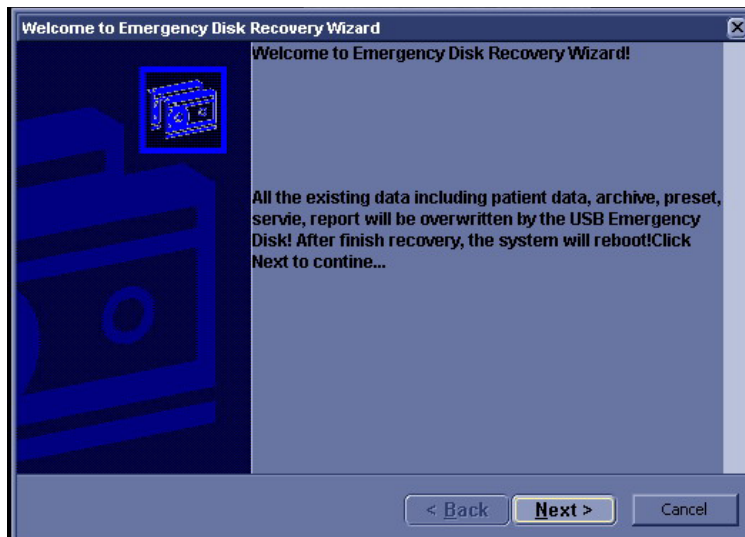 Welcome to Emergency Disk Recovery Wizard
Welcome to Emergency Disk Recovery Wizard!
All the existing data including patient data, archive, preset,
servie, report will be overwritten by the USB Emergency
Disk! After finish recovery, the system will reboot!Click
Next to contine...
< Back
Next >
Cancel